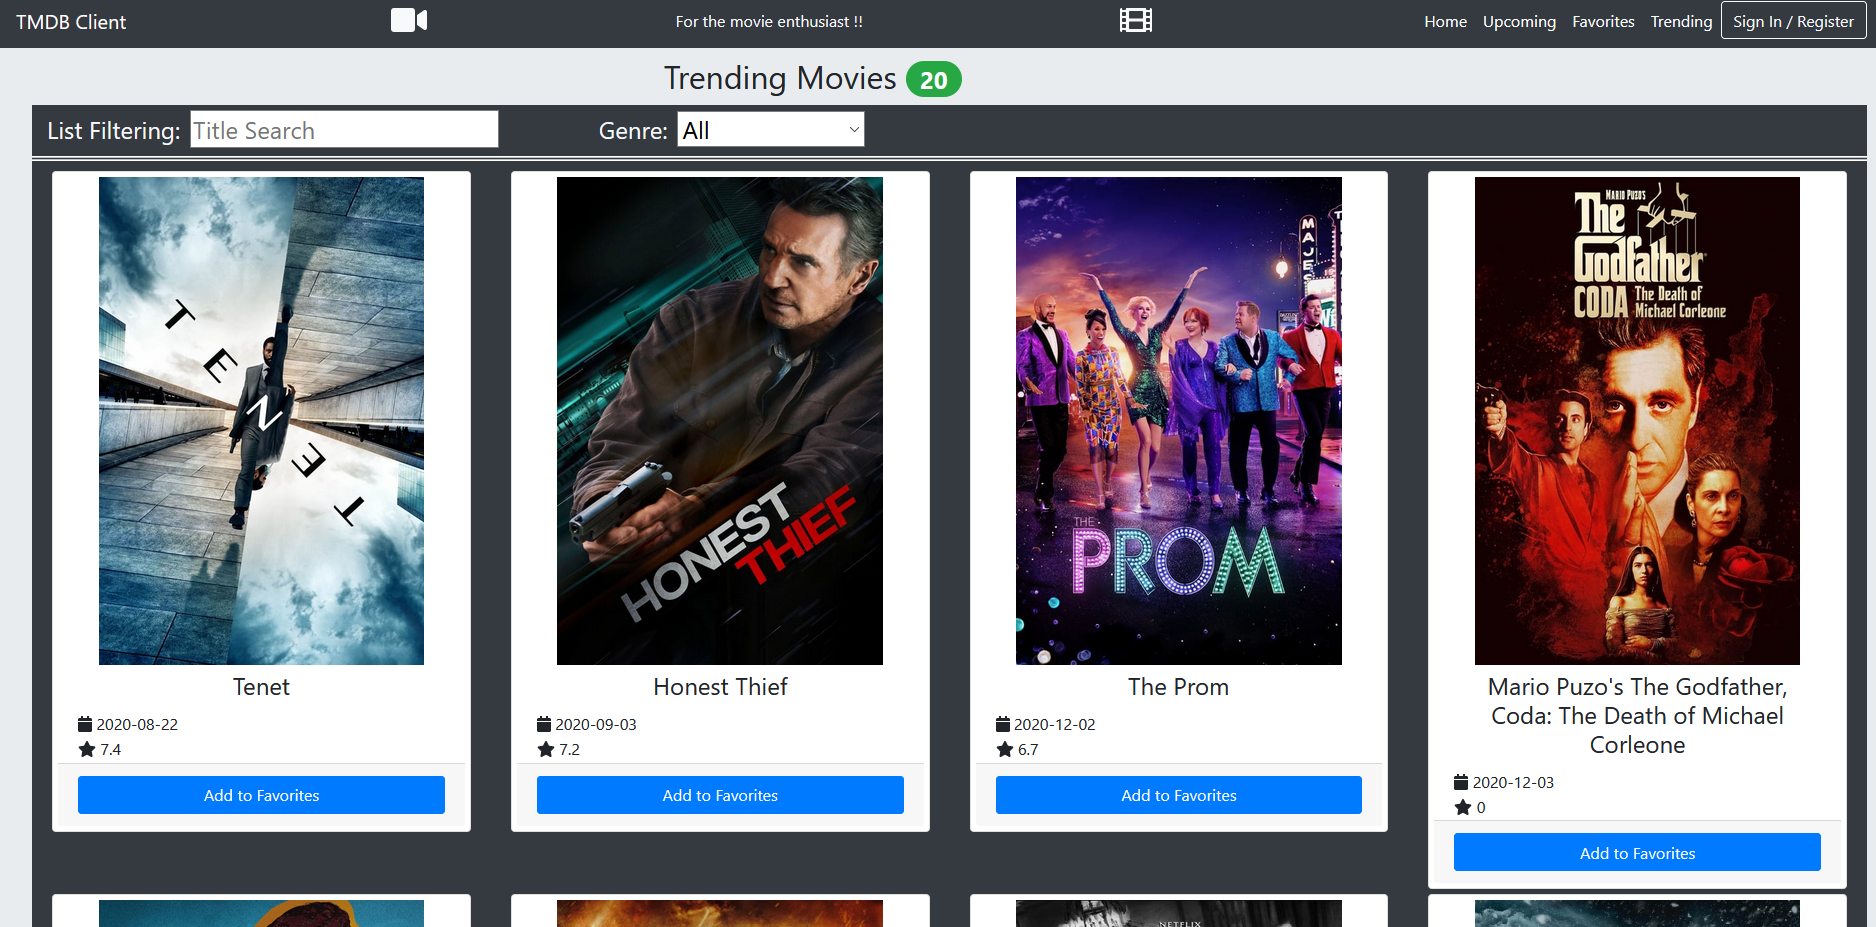 TMDB Client
For the movie enthusiast !!
Home Upcoming Favorites Trending Sign In / Register
Trending Movies 20
List Filtering: Title Search Genre: All
TENET
HONEST
THIEF
MAJES
THE
PROM
MARIO PUZO'S
The
Godfather
CODA The Death of
Michael Corleone
Tenet
2020-08-22
7.4
Add to Favorites
Honest Thief
2020-09-03
7.2
Add to Favorites
The Prom
2020-12-02
6.7
Add to Favorites
Mario Puzo's The Godfather,
Coda: The Death of Michael
Corleone
2020-12-03
0
Add to Favorites
NETFLIX